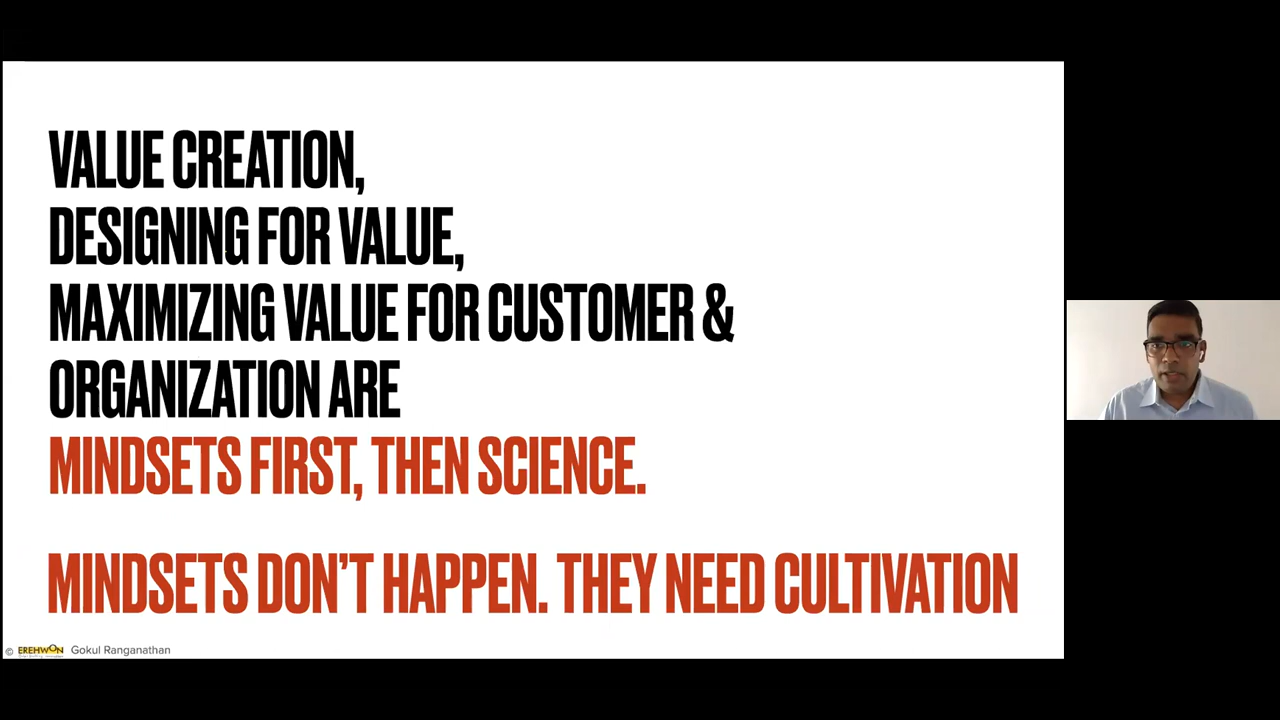 VALUE CREATION,
DESIGNING FOR VALUE,
MAXIMIZING VALUE FOR CUSTOMER &
ORGANIZATION ARE
MINDSETS FIRST, THEN SCIENCE.
MINDSETS DON'T HAPPEN. THEY NEED CULTIVATION
© EREHWON Gokul Ranganathan